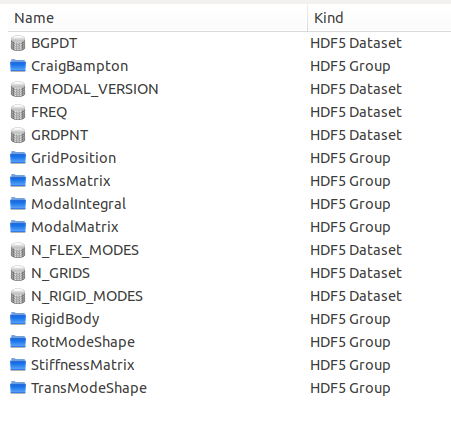 Name Kind
BGPDT HDF5 Dataset
CraigBampton HDF5 Group
FMODAL_VERSION HDF5 Dataset
FREQ HDF5 Dataset
GRDPNT HDF5 Dataset
GridPosition HDF5 Group
MassMatrix HDF5 Group
ModalIntegral HDF5 Group
ModalMatrix HDF5 Group
N_FLEX_MODES HDF5 Dataset
N_GRIDS HDF5 Dataset
N_RIGID_MODES HDF5 Dataset
RigidBody HDF5 Group
RotModeShape HDF5 Group
StiffnessMatrix HDF5 Group
TransModeShape HDF5 Group